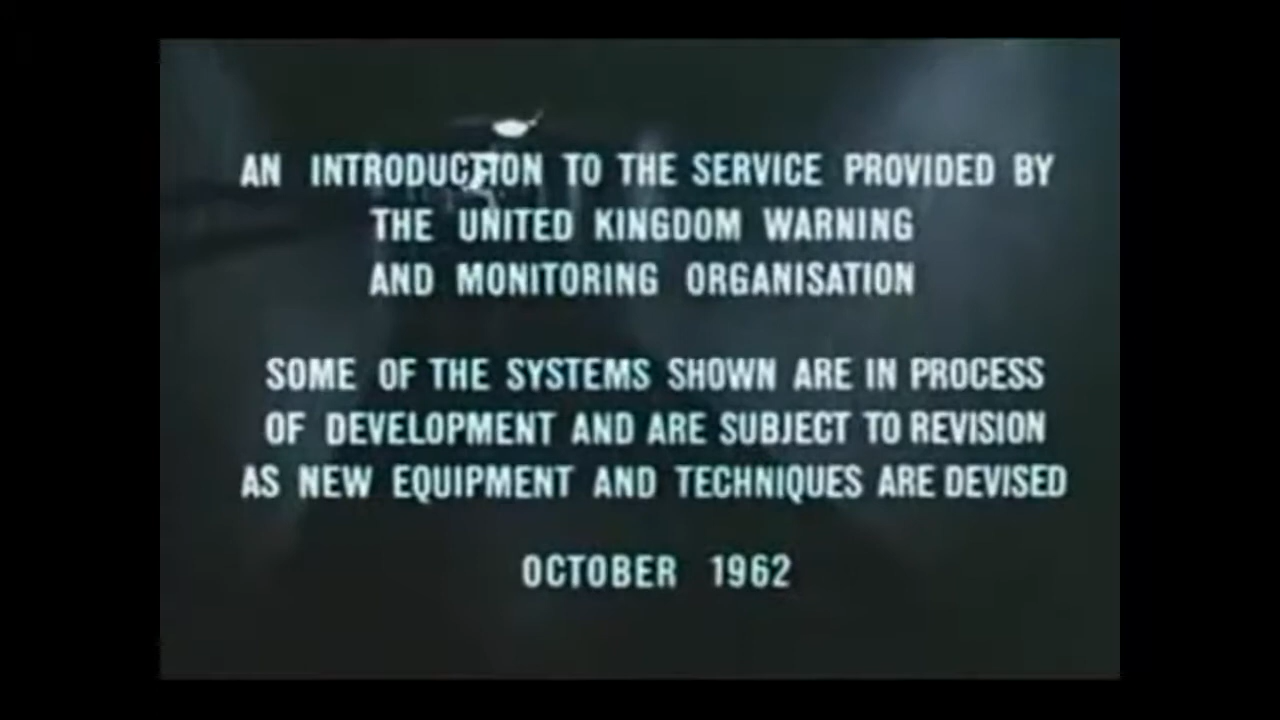 AN INTRODUCTION TO THE SERVICE PROVIDED BY
THE UNITED KINGDOM WARNING
AND MONITORING ORGANISATION
SOME OF THE SYSTEMS SHOWN ARE IN PROCESS
OF DEVELOPMENT AND ARE SUBJECT TO REVISION
AS NEW EQUIPMENT AND TECHNIQUES ARE DEVISED
OCTOBER 1962